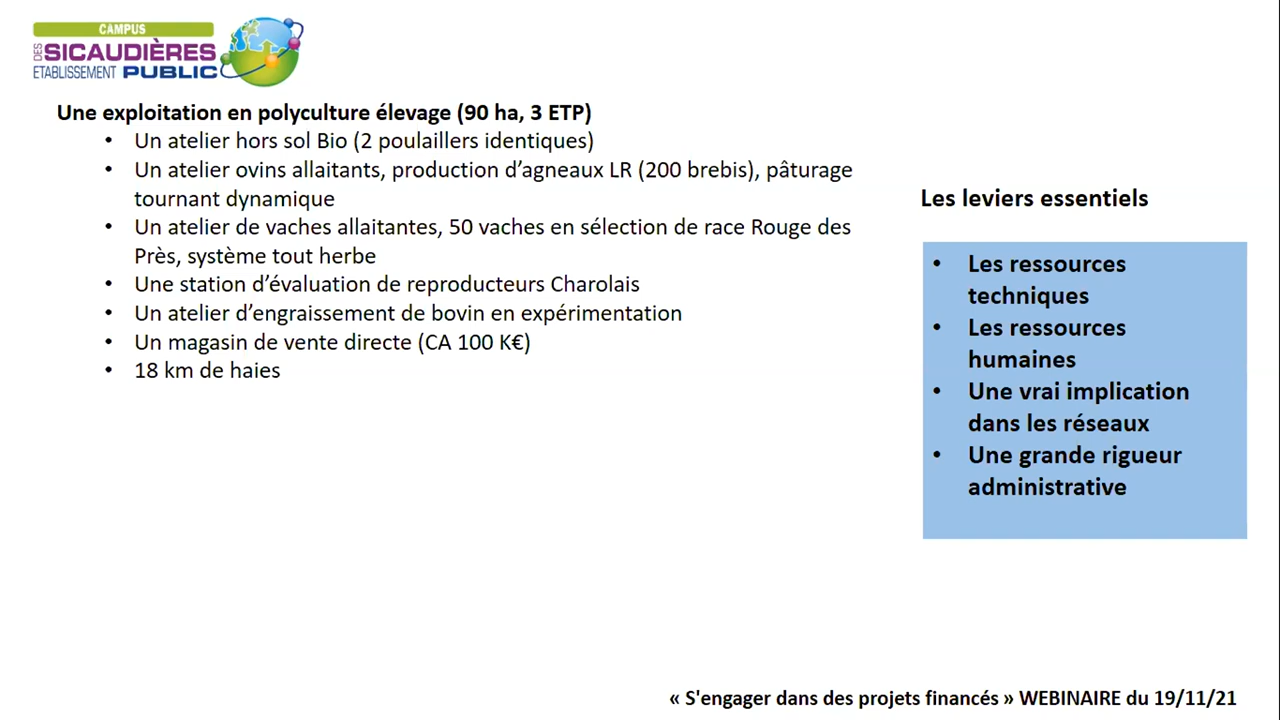 CAMPUS
DES SICAUDIÈRES
ETABLISSEMENT PUBLIC
Une exploitation en polyculture élevage (90 ha, 3 ETP)
• Un atelier hors sol Bio (2 poulaillers identiques)
• Un atelier ovins allaitants, production d’agneaux LR (200 brebis), pâturage
tournant dynamique
• Un atelier de vaches allaitantes, 50 vaches en sélection de race Rouge des
Près, système tout herbe
• Une station d’évaluation de reproducteurs Charolais
• Un atelier d’engraissement de bovin en expérimentation
• Un magasin de vente directe (CA 100 K€)
• 18 km de haies
Les leviers essentiels
• Les ressources
techniques
• Les ressources
humaines
• Une vrai implication
dans les réseaux
• Une grande rigueur
administrative
« S'engager dans des projets financés » WEBINAIRE du 19/11/21